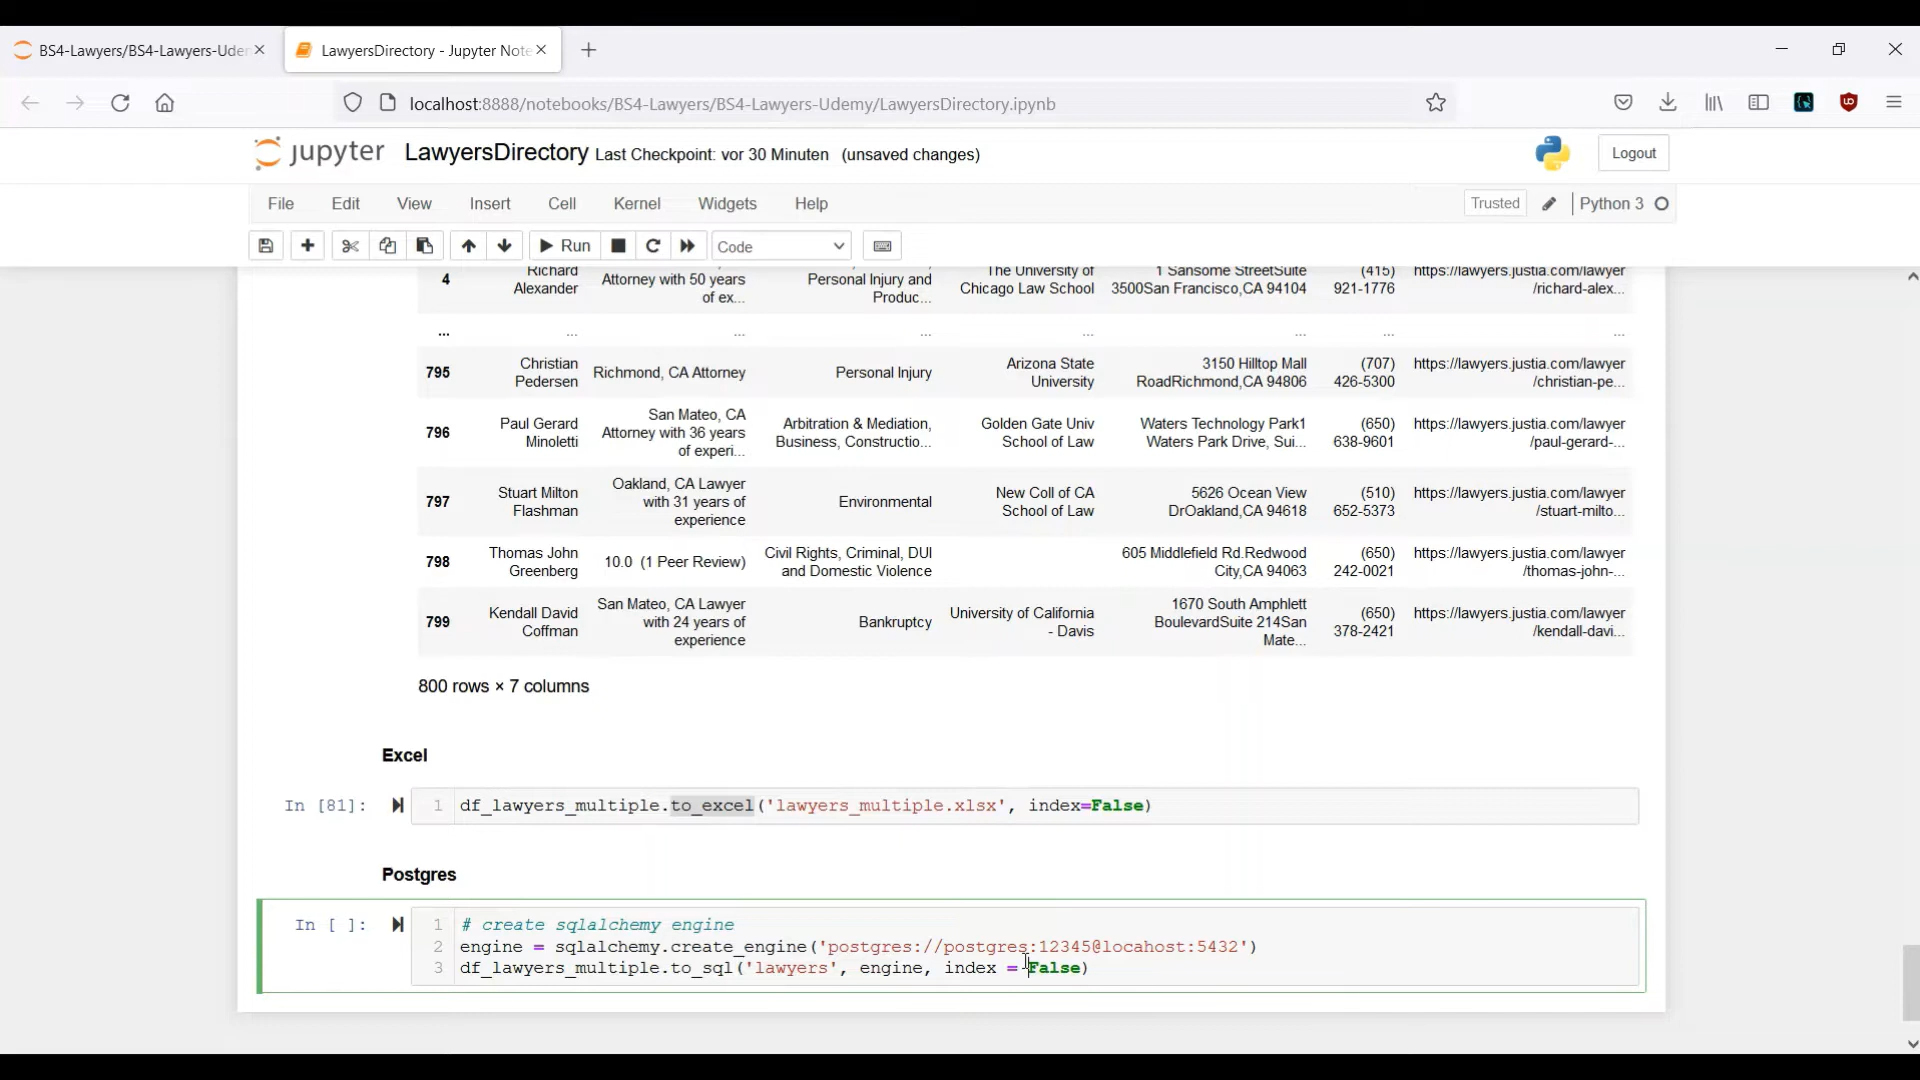 BS4-Lawyers/BS4-Lawyers-Ude
LawyersDirectory - Jupyter Note
localhost:8888/notebooks/BS4-Lawyers/BS4-Lawyers-Udemy/LawyersDirectory.ipynb
jupyter LawyersDirectory Last Checkpoint: vor 30 Minuten (unsaved changes)
Logout
File Edit View Insert Cell Kernel Widgets Help
Trusted Python 3
Run Code
4 Richard Alexander Attorney with 50 years of ex... Personal Injury and Produc... The University of Chicago Law School 1 Sansome StreetSuite 3500San Francisco,CA 94104 (415) 921-1776 https://lawyers.justia.com/lawyer/richard-alex...
... ... ... ... ... ... ... ...
795 Christian Pedersen Richmond, CA Attorney Personal Injury Arizona State University 3150 Hilltop Mall RoadRichmond,CA 94806 (707) 426-5300 https://lawyers.justia.com/lawyer/christian-pe...
796 Paul Gerard Minoletti San Mateo, CA Attorney with 36 years of experi... Arbitration & Mediation, Business, Constructio... Golden Gate Univ School of Law Waters Technology Park1 Waters Park Drive, Sui... (650) 638-9601 https://lawyers.justia.com/lawyer/paul-gerard-...
797 Stuart Milton Flashman Oakland, CA Lawyer with 31 years of experience Environmental New Coll of CA School of Law 5626 Ocean View DrOakland,CA 94618 (510) 652-5373 https://lawyers.justia.com/lawyer/stuart-milto...
798 Thomas John Greenberg 10.0 (1 Peer Review) Civil Rights, Criminal, DUI and Domestic Violence 605 Middlefield Rd.Redwood City,CA 94063 (650) 242-0021 https://lawyers.justia.com/lawyer/thomas-john-...
799 Kendall David Coffman San Mateo, CA Lawyer with 24 years of experience Bankruptcy University of California - Davis 1670 South Amphlett BoulevardSuite 214San Mate... (650) 378-2421 https://lawyers.justia.com/lawyer/kendall-davi...
800 rows × 7 columns
Excel
In [81]: 1 df_lawyers_multiple.to_excel('lawyers_multiple.xlsx', index=False)
Postgres
In [ ]: 1 # create sqlalchemy engine
2 engine = sqlalchemy.create_engine('postgres://postgres:12345@locahost:5432')
3 df_lawyers_multiple.to_sql('lawyers', engine, index = False)